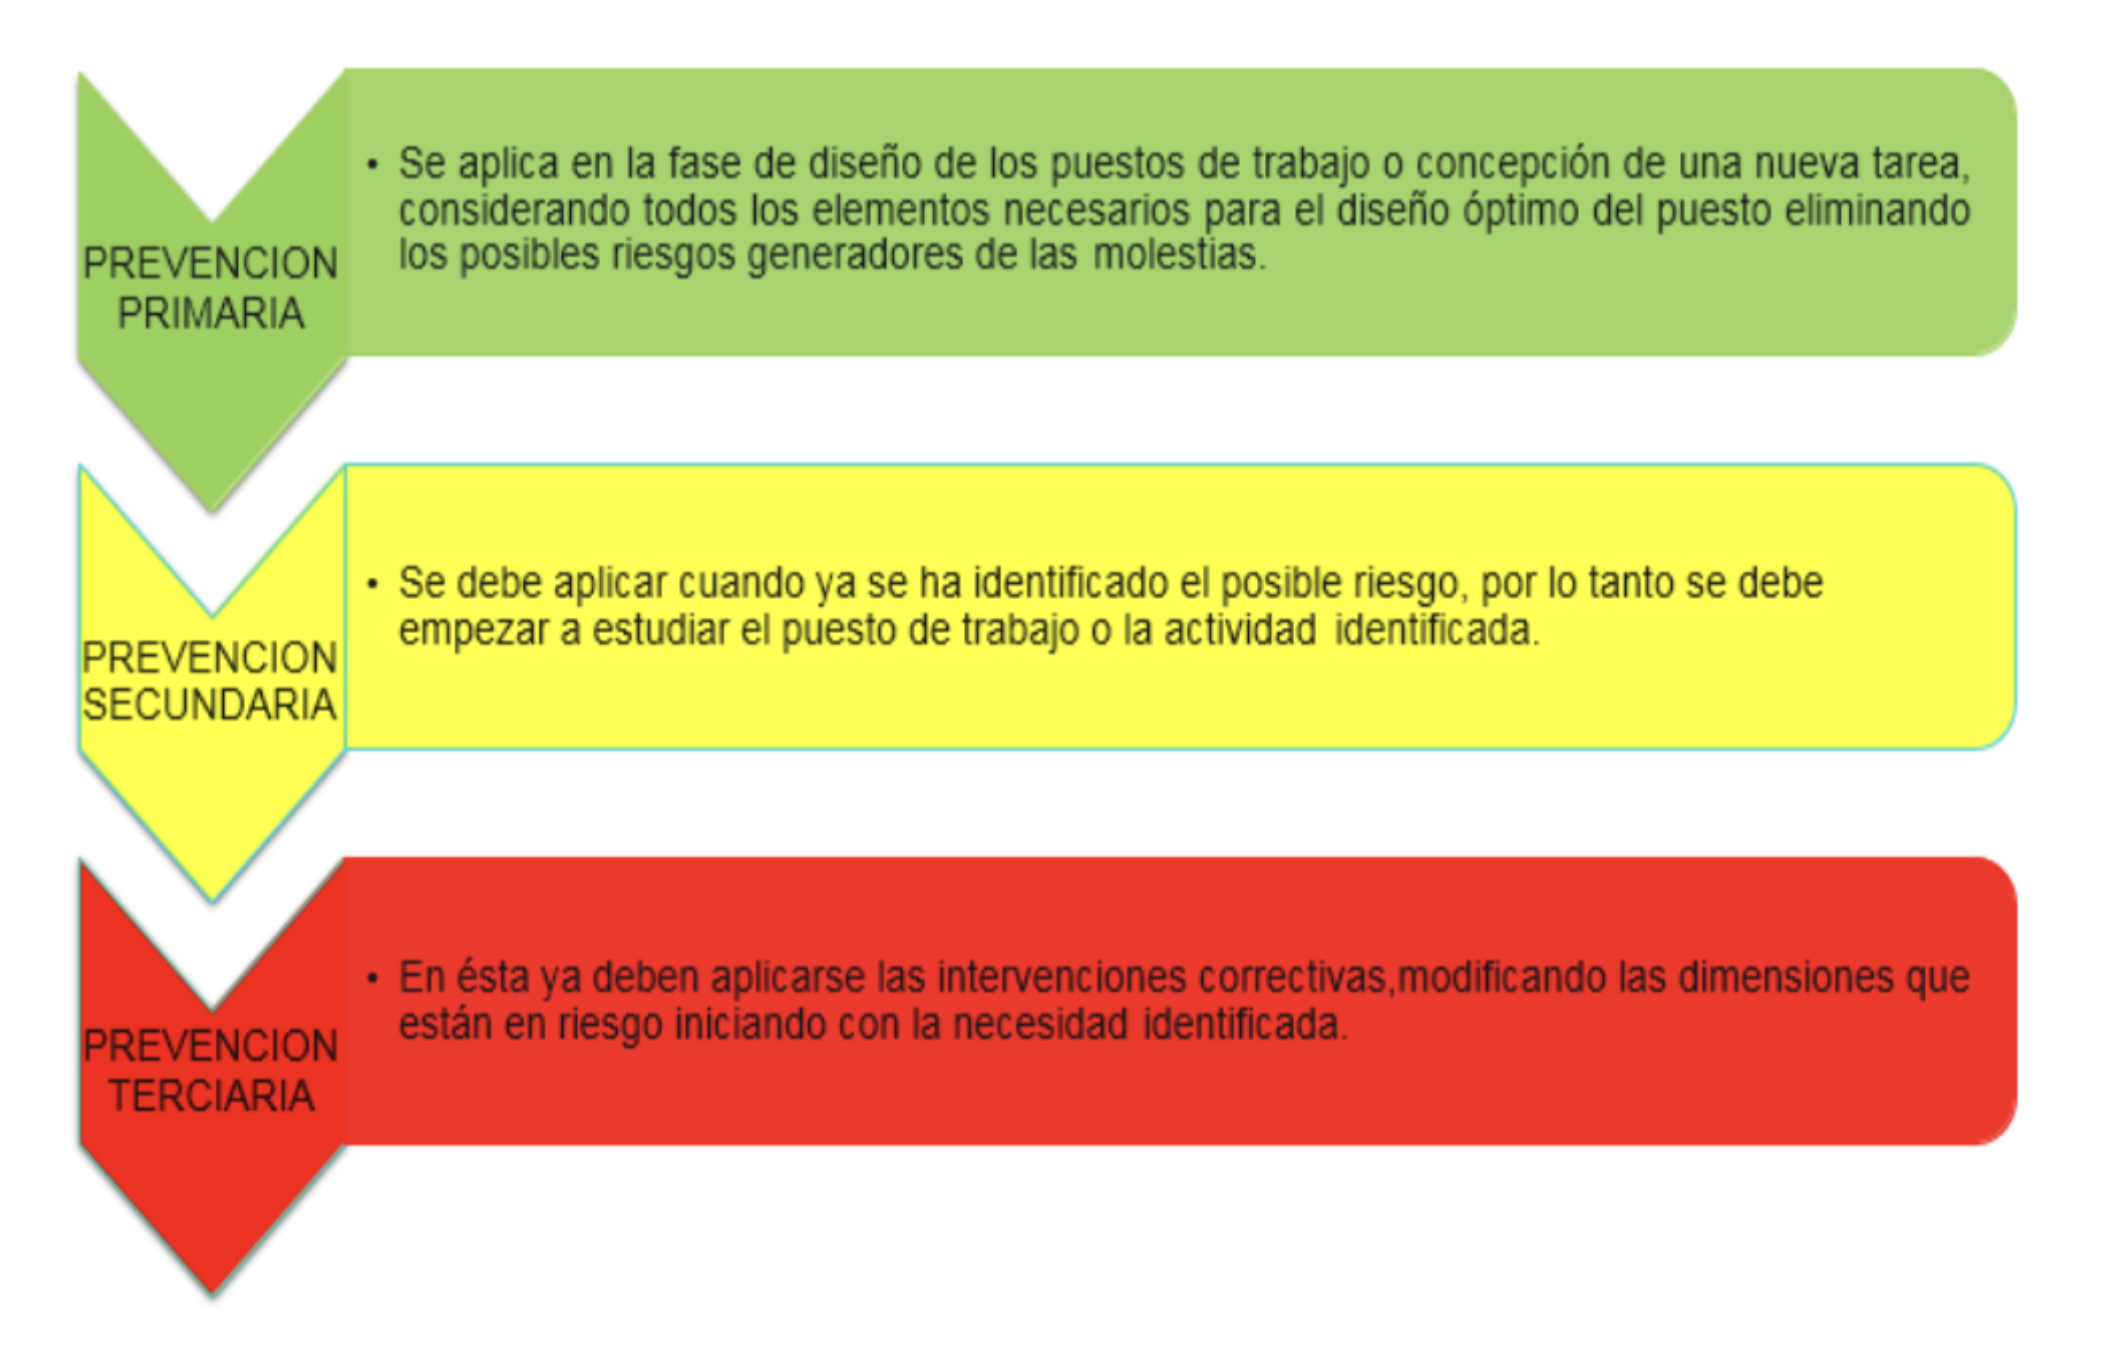 PREVENCION
PRIMARIA
• Se aplica en la fase de diseño de los puestos de trabajo o concepción de una nueva tarea,
considerando todos los elementos necesarios para el diseño óptimo del puesto eliminando
los posibles riesgos generadores de las molestias.
PREVENCION
SECUNDARIA
• Se debe aplicar cuando ya se ha identificado el posible riesgo, por lo tanto se debe
empezar a estudiar el puesto de trabajo o la actividad identificada.
PREVENCION
TERCIARIA
• En ésta ya deben aplicarse las intervenciones correctivas,modificando las dimensiones que
están en riesgo iniciando con la necesidad identificada.